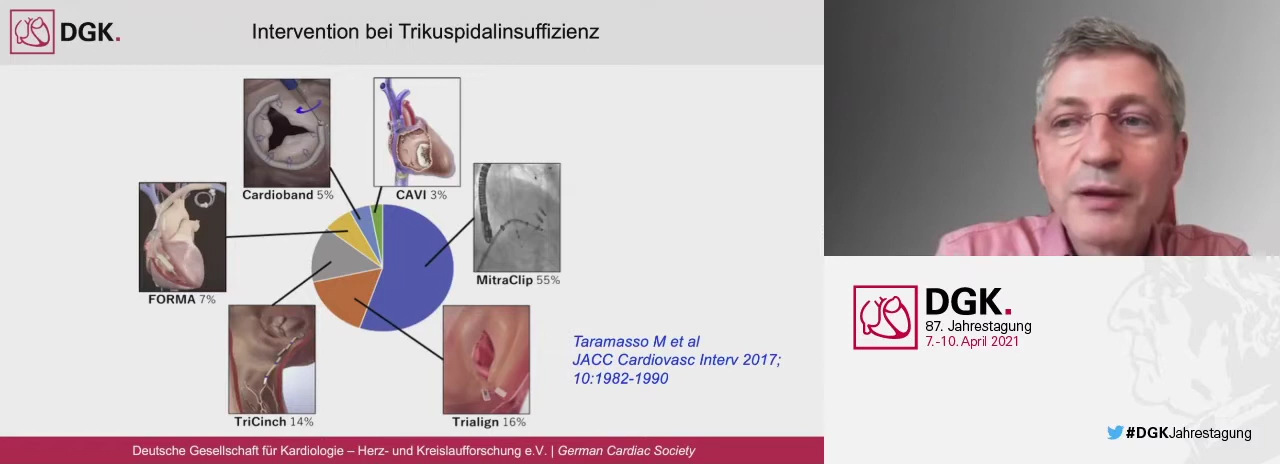 DGK.
Intervention bei Trikuspidalinsuffizienz
Cardioband 5%
CAVI 3%
MitraClip 55%
FORMA 7%
TriCinch 14%
Trialign 16%
Taramasso M et al
JACC Cardiovasc Interv 2017;
10:1982-1990
Deutsche Gesellschaft für Kardiologie – Herz- und Kreislaufforschung e.V. | German Cardiac Society
DGK.
87. Jahrestagung
7.-10. April 2021
#DGKJahrestagung